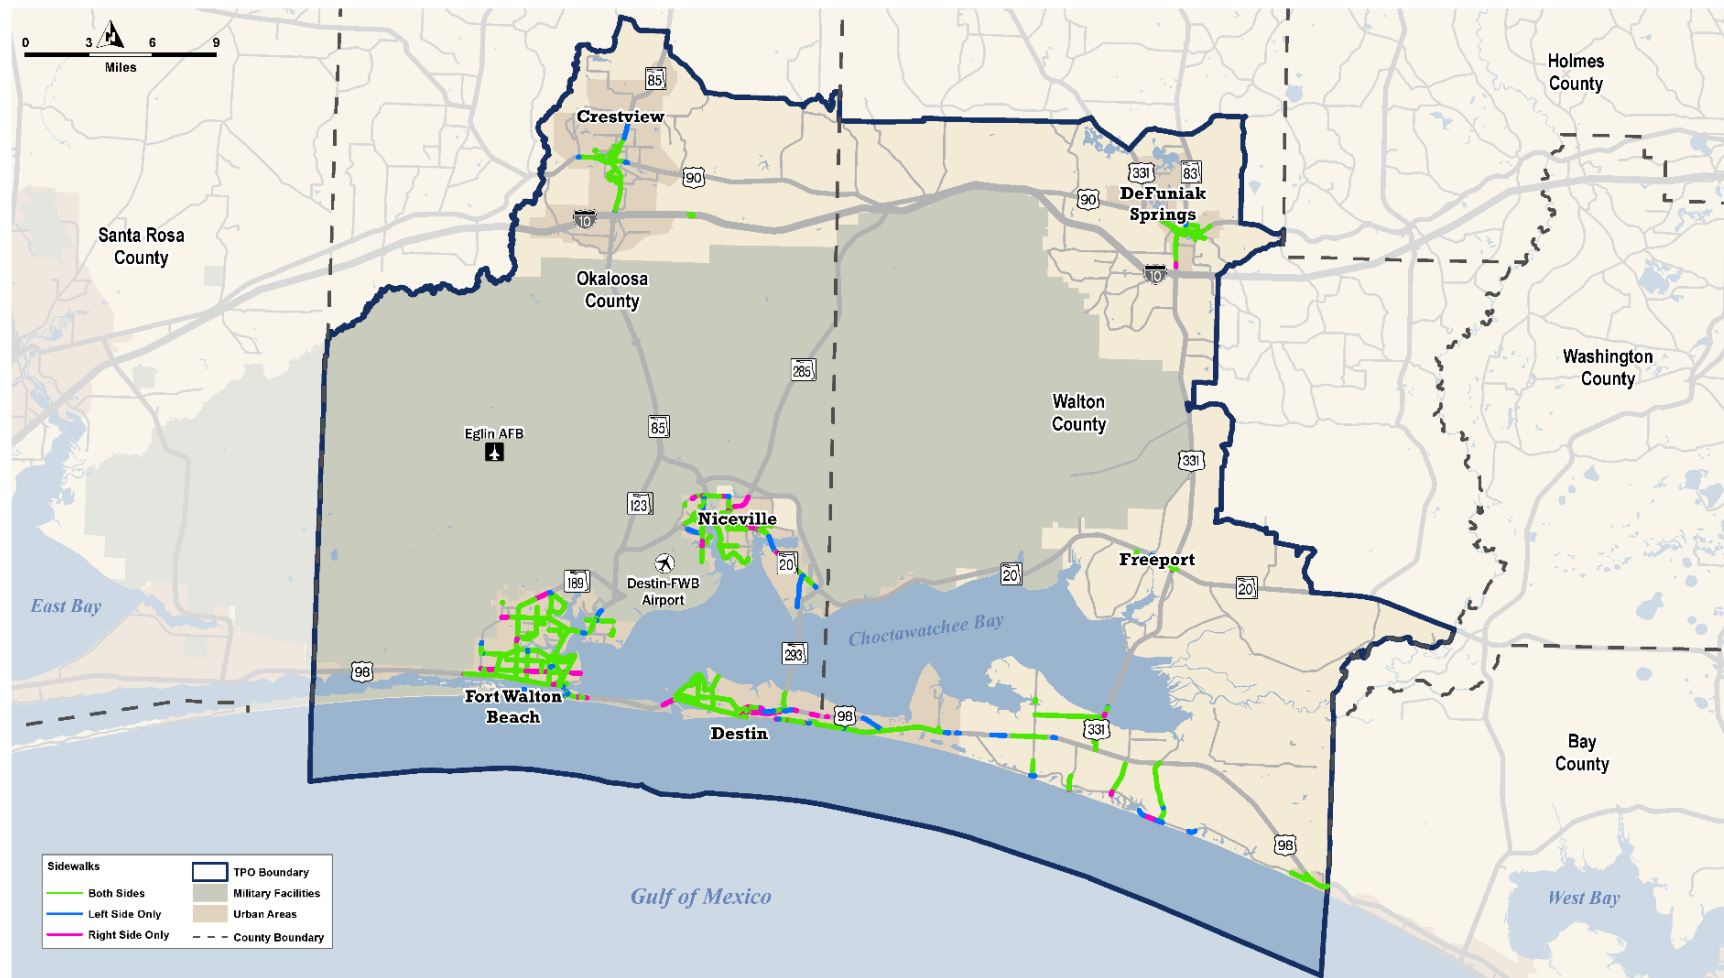 0 3 6 9
N
Miles
Holmes
County
85
Crestview
90
331
83
90
DeFuniak
Springs
10
Santa Rosa
County
Okaloosa
County
10
285
Washington
County
Walton
County
85
Eglin AFB
331
123
Niceville
20
Freeport
20
20
189
Destin-FWB
Airport
East Bay
Choctawatchee Bay
293
98
Fort Walton
Beach
98
331
Destin
Bay
County
98
Gulf of Mexico
West Bay
Sidewalks
Both Sides
Left Side Only
Right Side Only
TPO Boundary
Military Facilities
Urban Areas
County Boundary